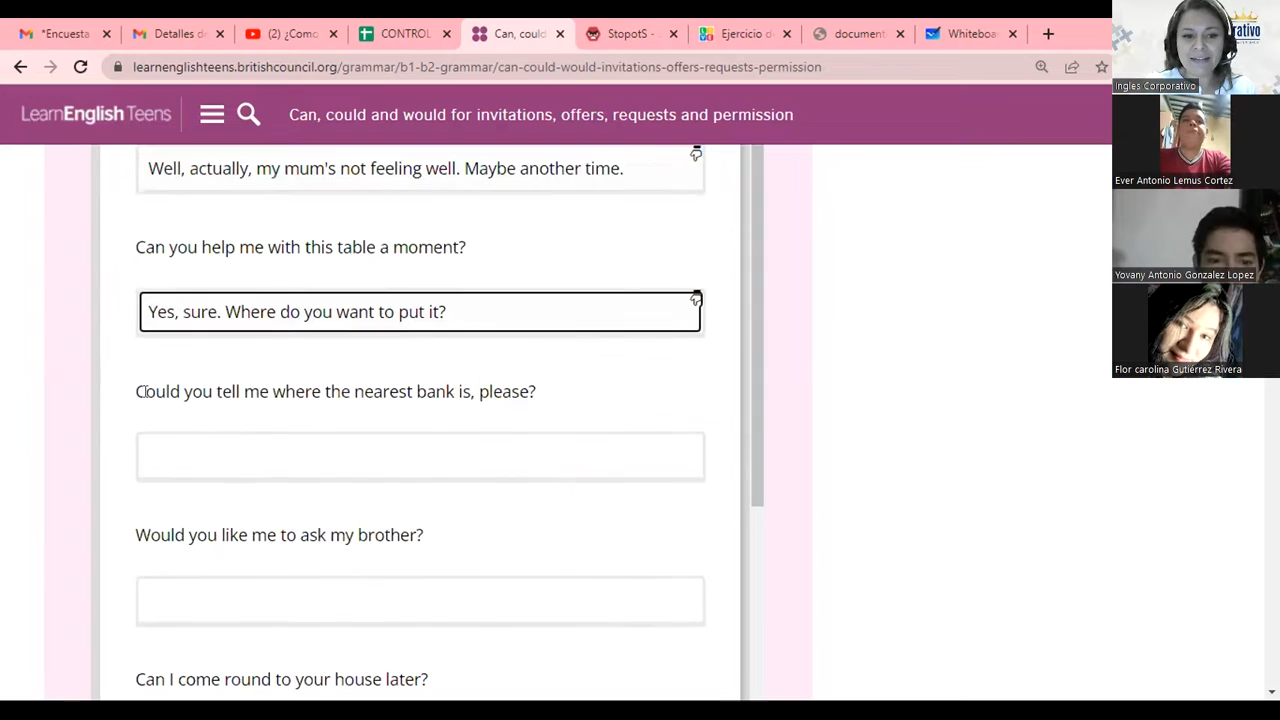 *Encuesta
Detalles de
(2) ¿Como
CONTROL
Can, could
StopotS -
Ejercicio de
document
Whiteboa
learnenglishteens.britishcouncil.org/grammar/b1-b2-grammar/can-could-would-invitations-offers-requests-permission
LearnEnglish Teens
Can, could and would for invitations, offers, requests and permission
Well, actually, my mum's not feeling well. Maybe another time.
Can you help me with this table a moment?
Yes, sure. Where do you want to put it?
Could you tell me where the nearest bank is, please?
Would you like me to ask my brother?
Can I come round to your house later?
rativo
Ingles Corporativo
Ever Antonio Lemus Cortez
Yovany Antonio Gonzalez Lopez
Flor carolina Gutierrez Rivera